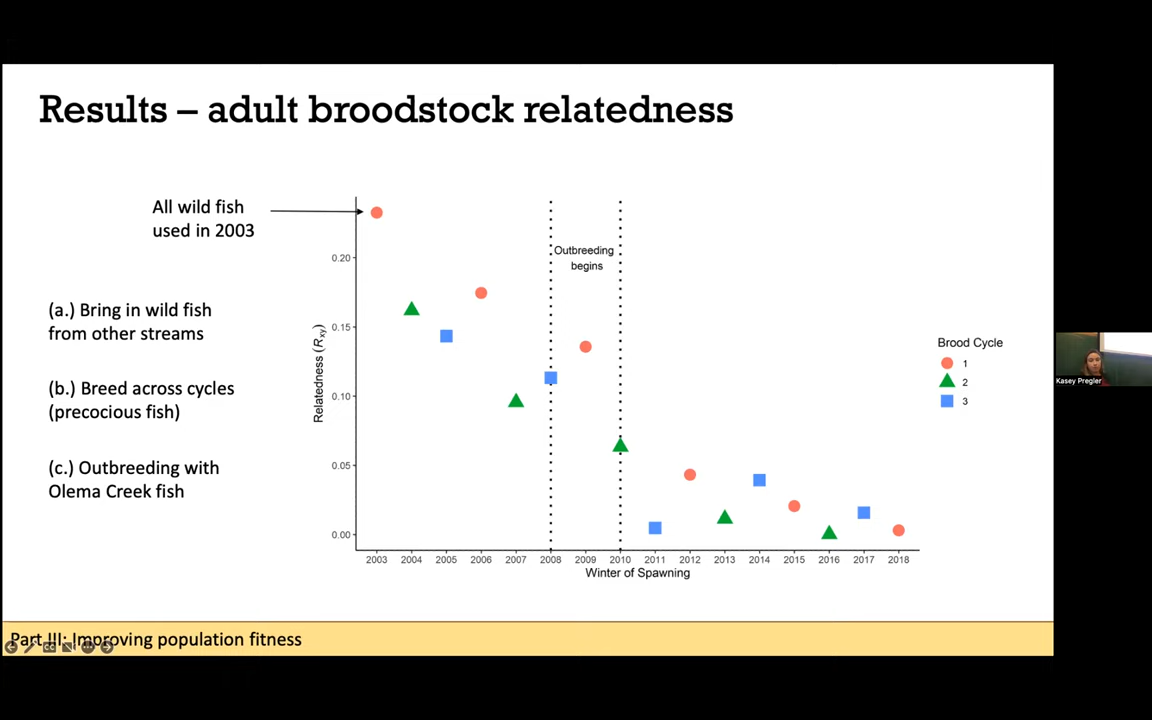 Results – adult broodstock relatedness
All wild fish
used in 2003
(a.) Bring in wild fish
from other streams
(b.) Breed across cycles
(precocious fish)
(c.) Outbreeding with
Olema Creek fish
Relatedness (Rxy)
0.20
0.15
0.10
0.05
0.00
Outbreeding
begins
2003 2004 2005 2006 2007 2008 2009 2010 2011 2012 2013 2014 2015 2016 2017 2018
Winter of Spawning
Brood Cycle
1
2
3
Kasey Pregler
Part III: Improving population fitness